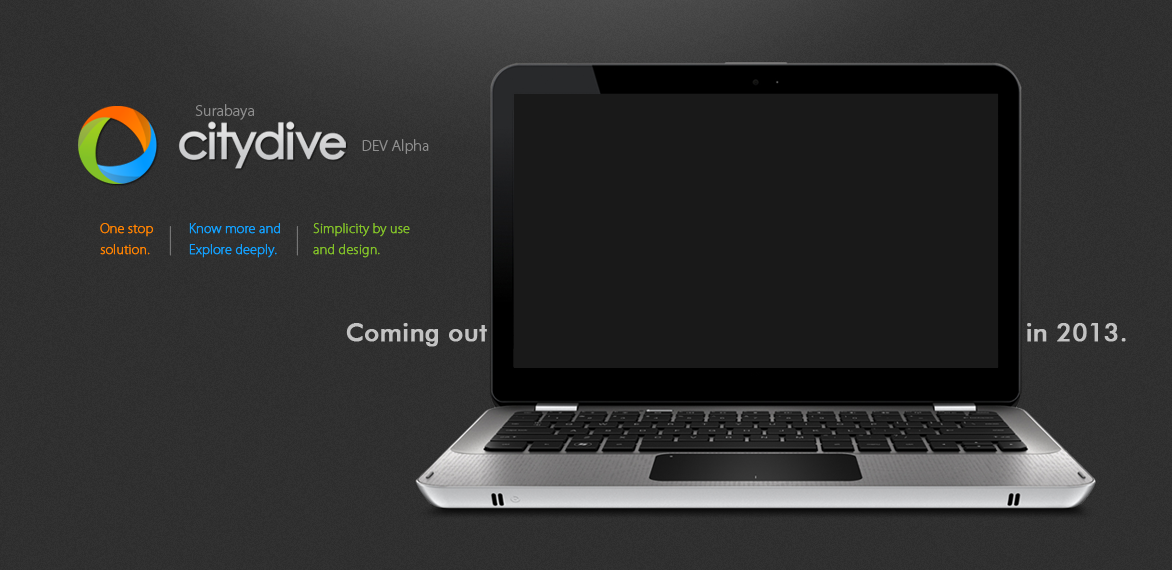 Surabaya
citydive
DEV Alpha
One stop
solution.
Know more and
Explore deeply.
Simplicity by use
and design.
Coming out in 2013.